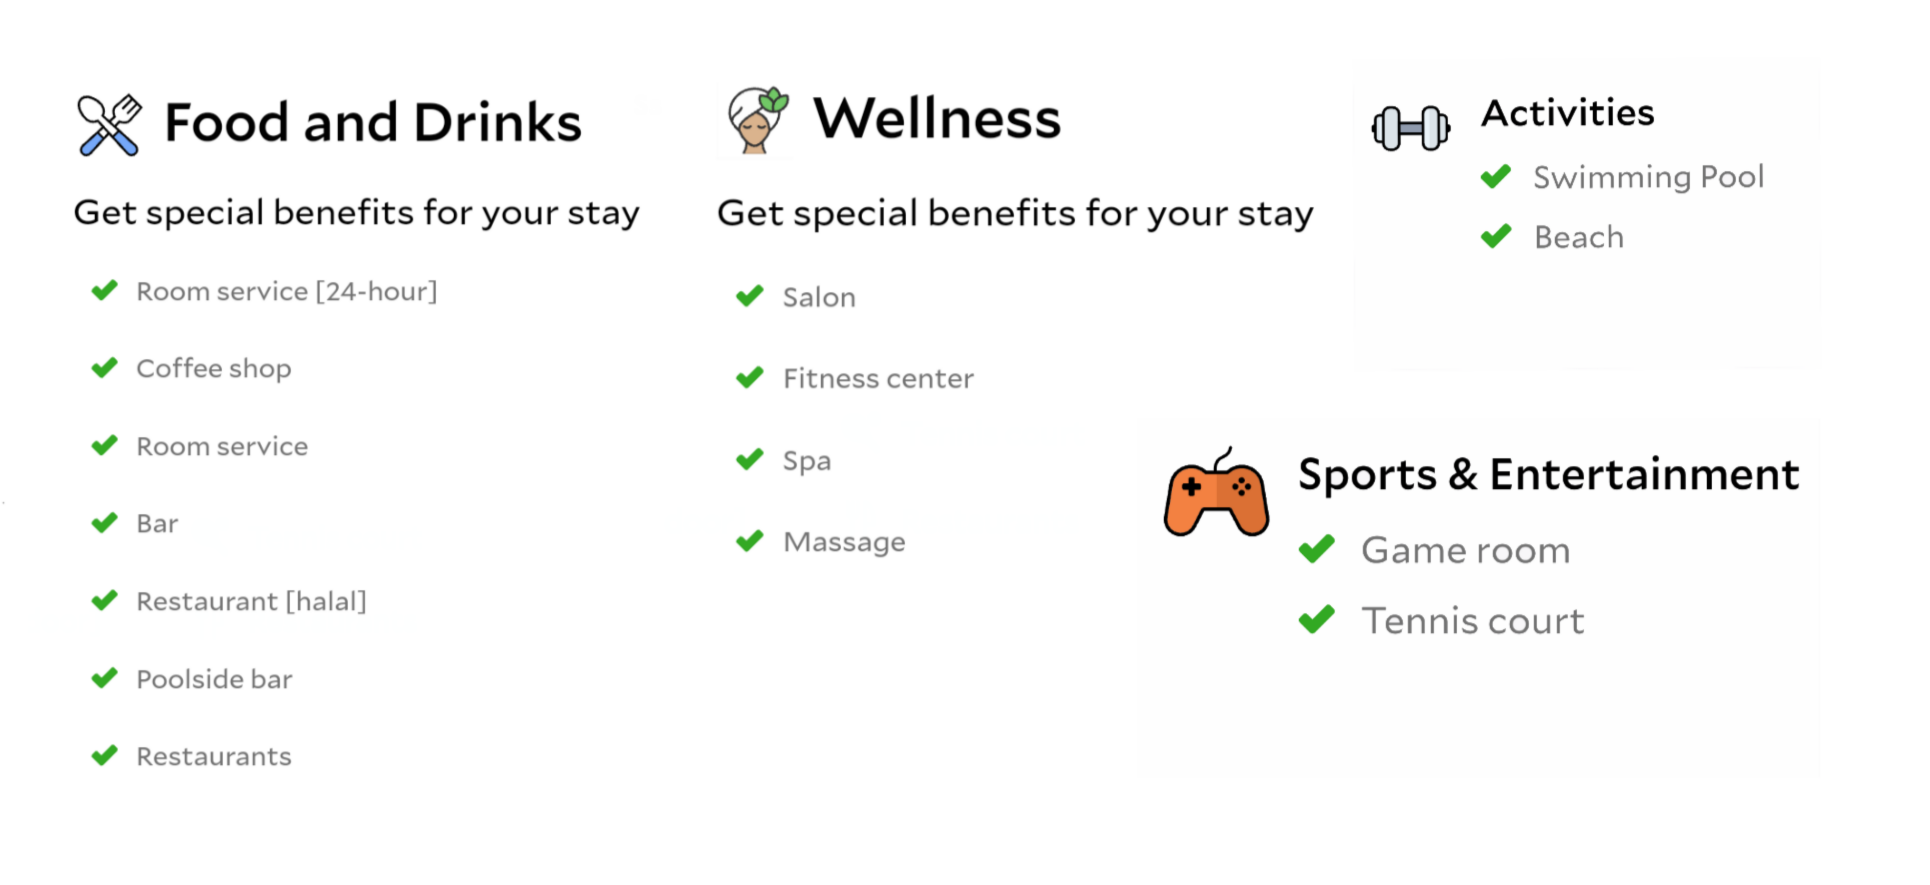 Food and Drinks
Get special benefits for your stay
Room service [24-hour]
Coffee shop
Room service
Bar
Restaurant [halal]
Poolside bar
Restaurants
Wellness
Get special benefits for your stay
Salon
Fitness center
Spa
Massage
Activities
Swimming Pool
Beach
Sports & Entertainment
Game room
Tennis court